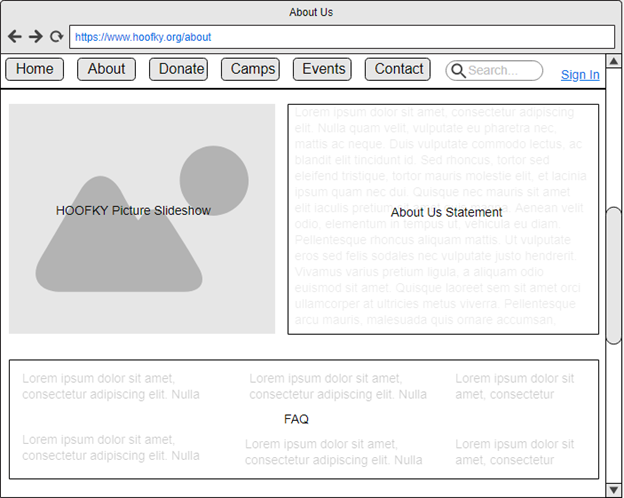 About Us
https://www.hoofky.org/about
Home About Donate Camps Events Contact Search... Sign In
HOOFKY Picture Slideshow
Lorem ipsum dolor sit amet, consectetur adipiscing
elit. Nulla quam velit, vulputate eu pharetra nec,
mattis ac neque. Duis vulputate commodo lectus, ac
blandit elit tincidunt id. Sed rhoncus, tortor sed
eleifend tristique, tortor mauris molestie elit, et lacinia
ipsum quam nec dui. Quisque nec mauris sit amet
elit iaculis pretium sit amet quis magna. Aenean velit
odio, elementum in tempus ut, vehicula eu diam.
Pellentesque rhoncus aliquam mattis. Ut vulputate
eros sed felis sodales nec vulputate justo hendrerit.
Vivamus varius pretium ligula, a aliquam odio
euismod sit amet. Quisque laoreet sem sit amet orci
ullamcorper at ultricies metus viverra. Pellentesque
arcu mauris, malesuada quis ornare accumsan,
About Us Statement
Lorem ipsum dolor sit amet,
consectetur adipiscing elit. Nulla
Lorem ipsum dolor sit amet,
consectetur adipiscing elit. Nulla
Lorem ipsum dolor sit
amet, consectetur
FAQ
Lorem ipsum dolor sit amet,
consectetur adipiscing elit. Nulla
Lorem ipsum dolor sit amet,
consectetur adipiscing elit. Nulla
Lorem ipsum dolor sit
amet, consectetur